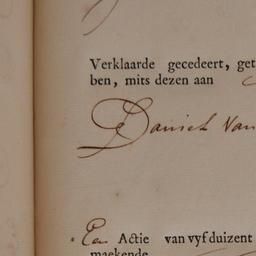 Verklaarde gecedeert, get
ben, mits dezen aan
Daniel van
Een Actie van vyf duizent
maekende